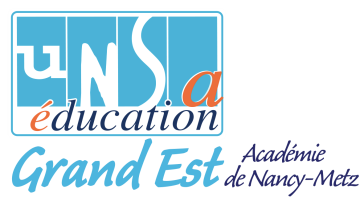 uNSa
éducation
Grand Est Académie
de Nancy-Metz